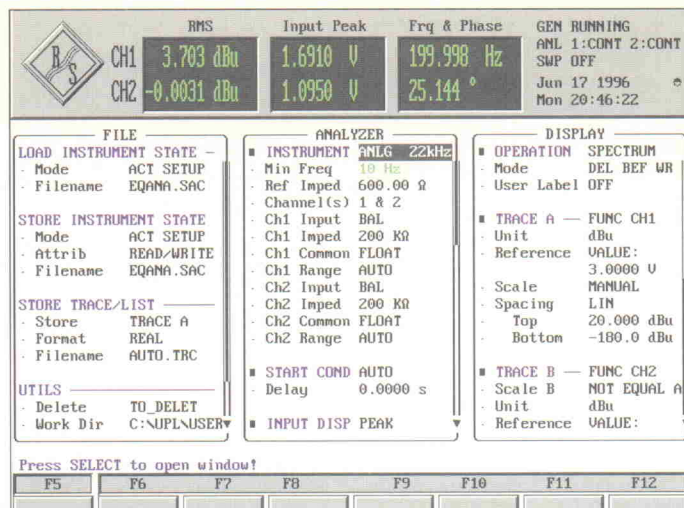 RMS Input Peak Frq & Phase GEN RUNNING
R&S CH1 3.703 dBu 1.6910 V 199.998 Hz ANL 1:CONT 2:CONT
SWP OFF
CH2 -0.0031 dBu 1.0950 V 25.144 ° Jun 17 1996
Mon 20:46:22
FILE
LOAD INSTRUMENT STATE
Mode ACT SETUP
Filename EQANA.SAC
STORE INSTRUMENT STATE
Mode ACT SETUP
Attrib READ/WRITE
Filename EQANA.SAC
STORE TRACE/LIST
Store TRACE A
Format REAL
Filename AUTO.TRC
UTILS
Delete TO_DELET
Work Dir C:\UPL\USER
ANALYZER
INSTRUMENT ANLG 22kHz
Min Freq 10 Hz
Ref Imped 600.00 Ω
Channel(s) 1 & 2
Ch1 Input BAL
Ch1 Imped 200 KΩ
Ch1 Common FLOAT
Ch1 Range AUTO
Ch2 Input BAL
Ch2 Imped 200 KΩ
Ch2 Common FLOAT
Ch2 Range AUTO
START COND AUTO
Delay 0.0000 s
INPUT DISP PEAK
DISPLAY
OPERATION SPECTRUM
Mode DEL BEF WR
User Label OFF
TRACE A — FUNC CH1
Unit dBu
Reference VALUE:
3.0000 V
Scale MANUAL
Spacing LIN
Top 20.000 dBu
Bottom -180.0 dBu
TRACE B — FUNC CH2
Scale B NOT EQUAL A
Unit dBu
Reference VALUE:
Press SELECT to open window!
F5 F6 F7 F8 F9 F10 F11 F12